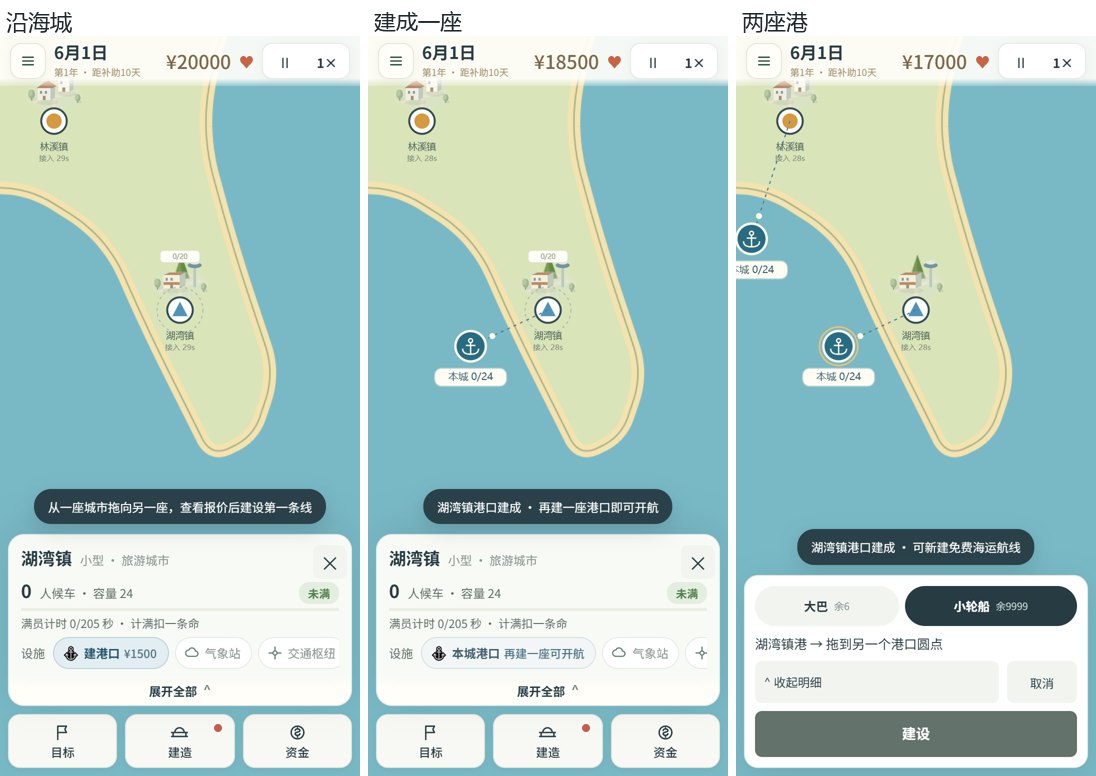 沿海城
6月1日
第1年 · 距补助10天
¥20000
1×
林溪镇
接入 29s
0/20
湖湾镇
接入 29s
从一座城市拖向另一座，查看报价后建设第一条线
湖湾镇 小型 · 旅游城市
0 人候车 · 容量 24
未满
满员计时 0/205 秒 · 计满扣一条命
设施 建港口 ¥1500 气象站 交通枢纽
展开全部 ^
目标 建造 资金
建成一座
6月1日
第1年 · 距补助10天
¥18500
1×
林溪镇
接入 28s
0/20
湖湾镇
接入 28s
本城 0/24
湖湾镇港口建成 · 再建一座港口即可开航
湖湾镇 小型 · 旅游城市
0 人候车 · 容量 24
未满
满员计时 0/205 秒 · 计满扣一条命
设施 本城港口 再建一座可开航 气象站
展开全部 ^
目标 建造 资金
两座港
6月1日
第1年 · 距补助10天
¥17000
1×
林溪镇
接入 28s
本城 0/24
湖湾镇
接入 28s
本城 0/24
湖湾镇港口建成 · 可新建免费海运航线
大巴 余6 小轮船 余9999
湖湾镇港 → 拖到另一个港口圆点
^ 收起明细
取消
建设